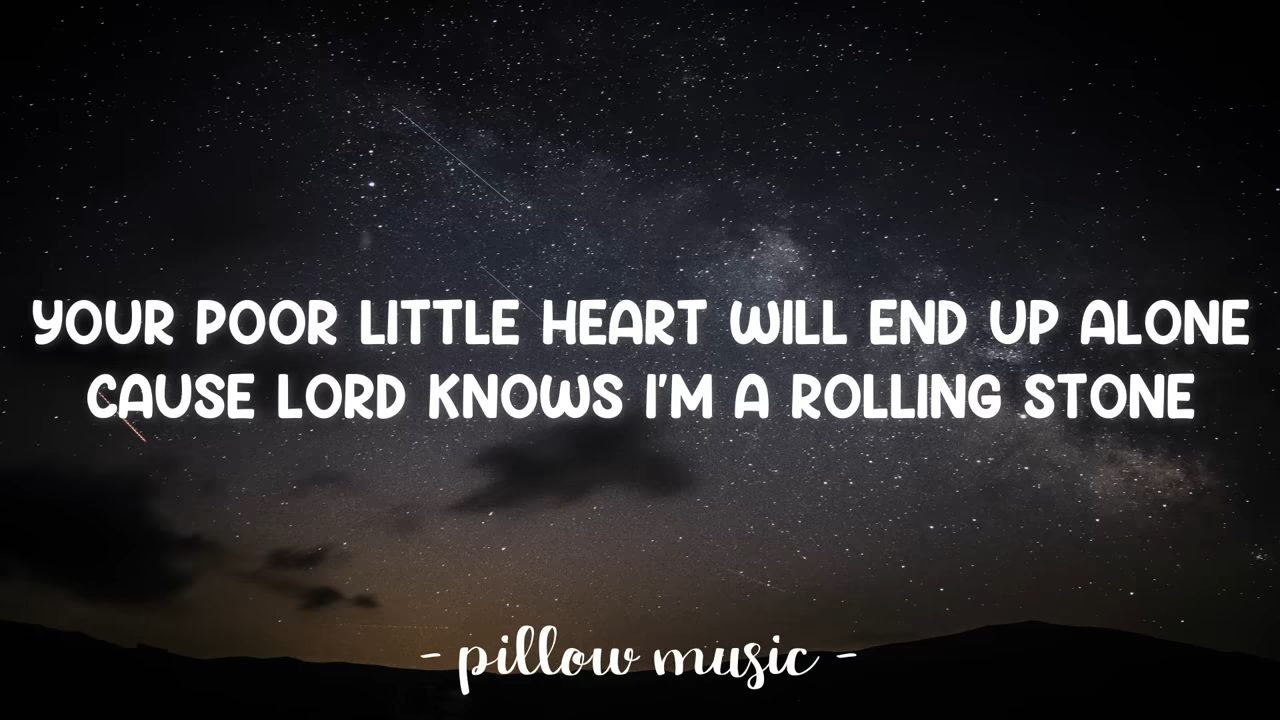 YOUR POOR LITTLE HEART WILL END UP ALONE
CAUSE LORD KNOWS I'M A ROLLING STONE
- pillow music -